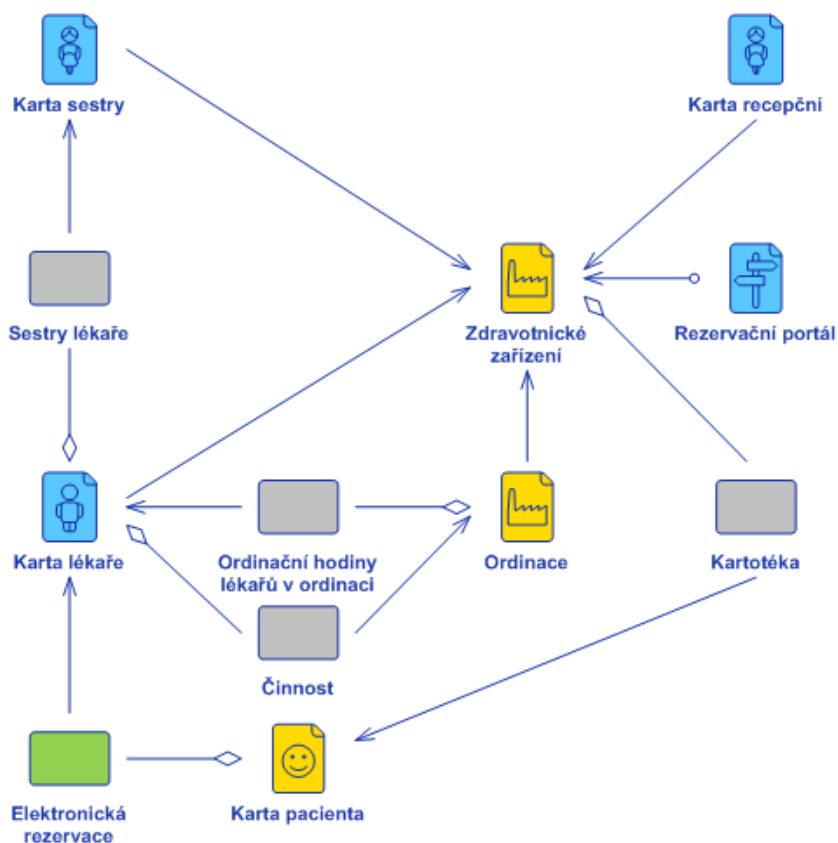 Karta sestry
Karta recepční
Sestry lékaře
Zdravotnické
zařízení
Rezervační portál
Karta lékaře
Ordinační hodiny
lékařů v ordinaci
Ordinace
Kartotéka
Činnost
Elektronická
rezervace
Karta pacienta